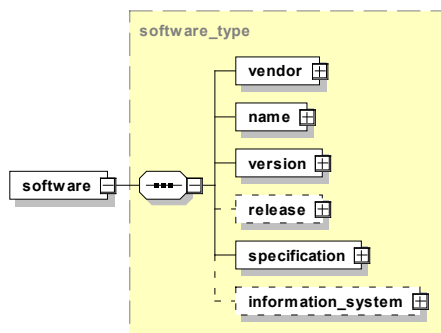 software_type
vendor
name
version
software
release
specification
information_system